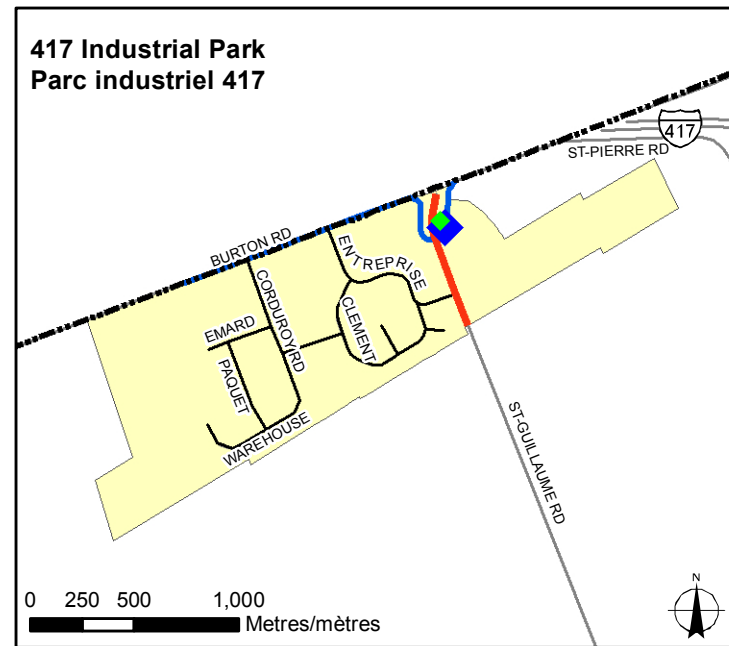 417 Industrial Park
Parc industriel 417
417
ST-PIERRE RD
BURTON RD
ENTREPRISE
CORDUROY RD
CLEMENT
EMARD
PAQUET
WAREHOUSE
ST-GUILLAUME RD
N
0 250 500 1,000
Metres/mètres